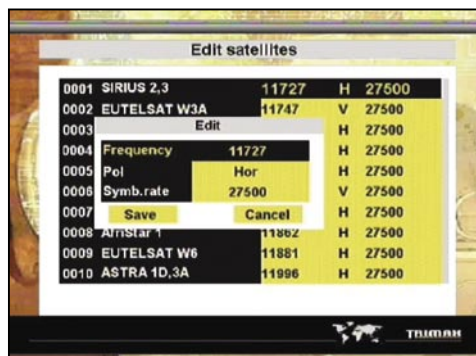 Edit satellites
0001 SIRIUS 2,3 11727 H 27500
0002 EUTELSAT W3A 11747 V 27500
0003 H 27500
Edit
0004 H 27500
Frequency 11727
0005 H 27500
Pol Hor
0006 V 27500
Symb.rate 27500
0007 H 27500
Save Cancel
0008 AfriStar 1 11862 H 27500
0009 EUTELSAT W6 11881 H 27500
0010 ASTRA 1D,3A 11996 H 27500
TRIMAX